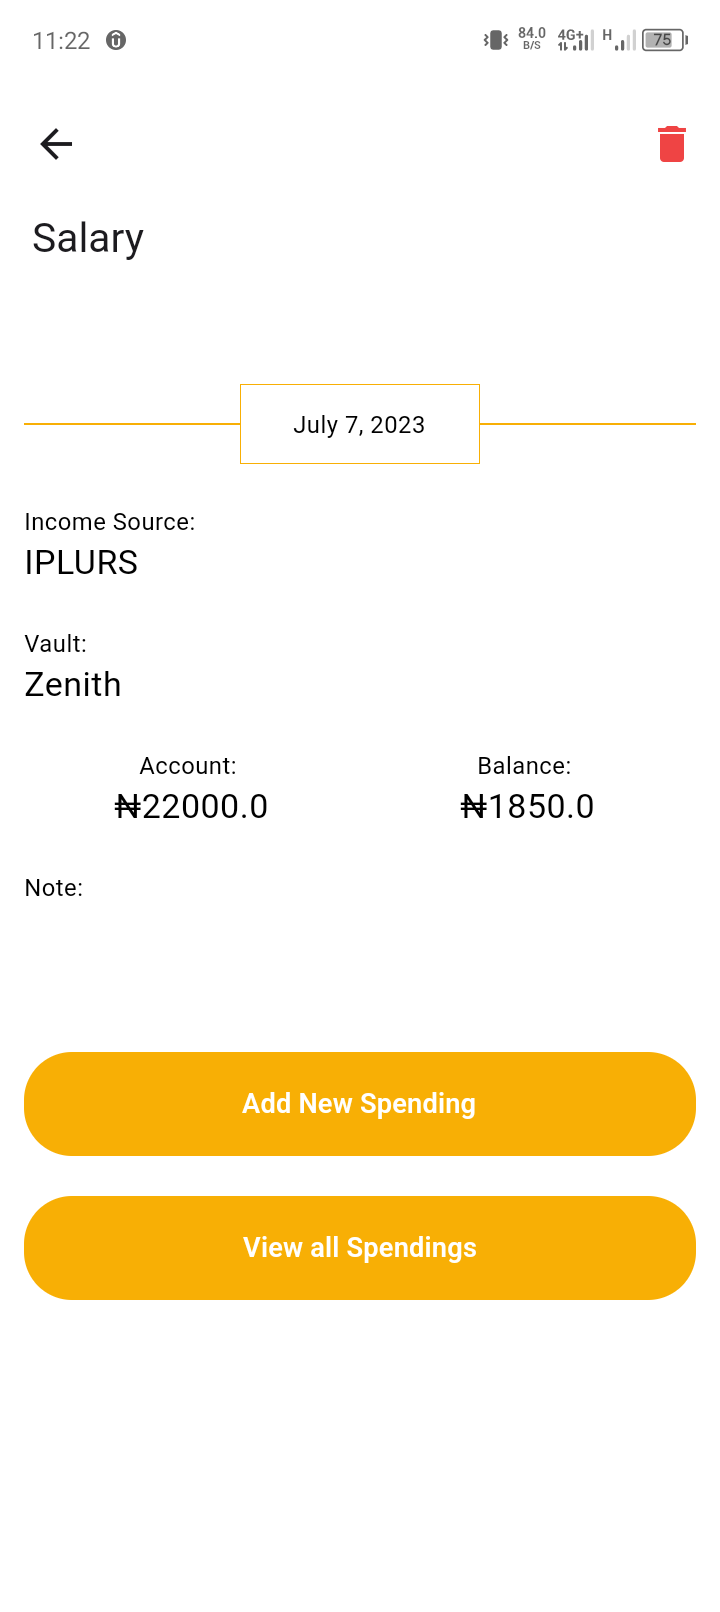 11:22
84.0
B/S
4G+
H
75
Salary
July 7, 2023
Income Source:
IPLURS
Vault:
Zenith
Account:
Balance:
₦22000.0
₦1850.0
Note:
Add New Spending
View all Spendings